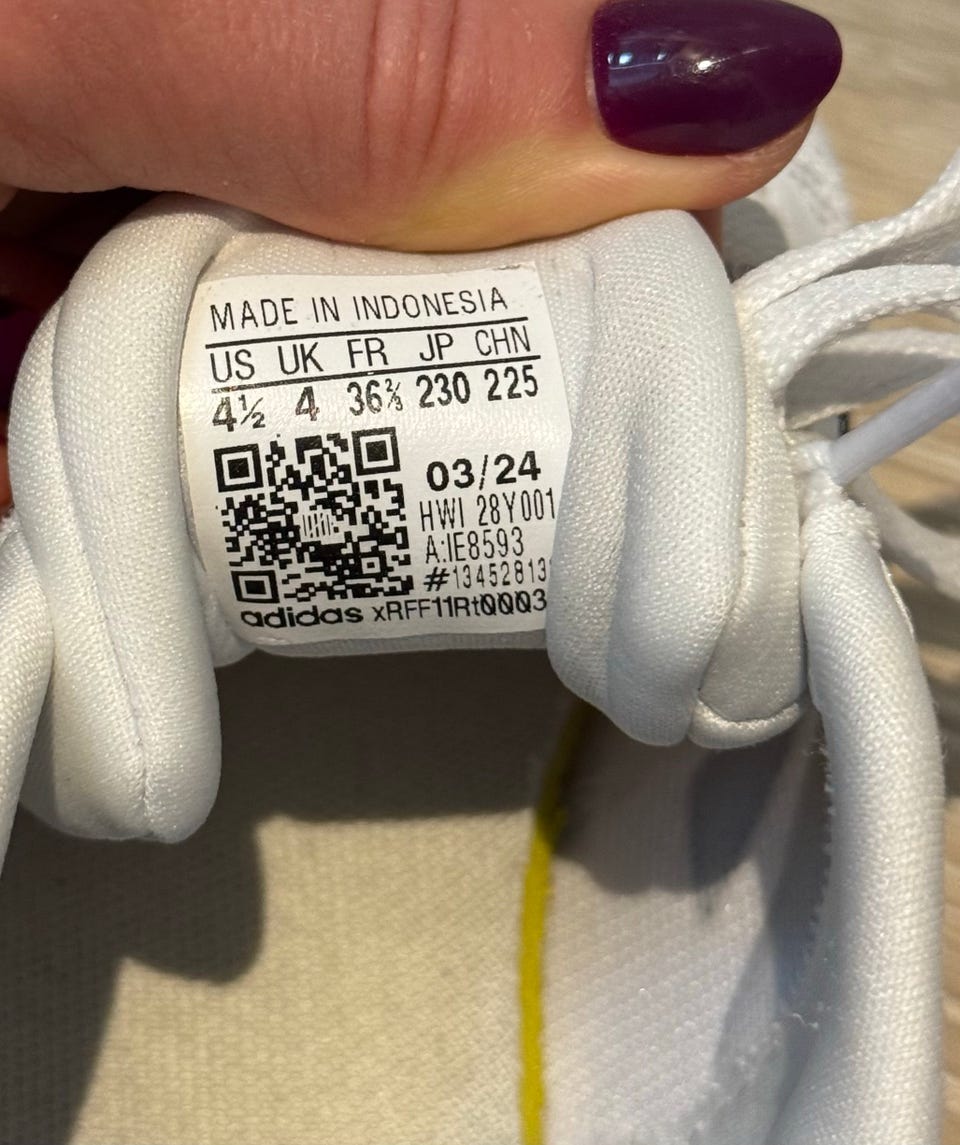 MADE IN INDONESIA
US UK FR JP CHN
4½ 4 36⅔ 230 225
03/24
HWI 28Y001
A:IE8593
#13452813
adidas xRFF11Rt0003